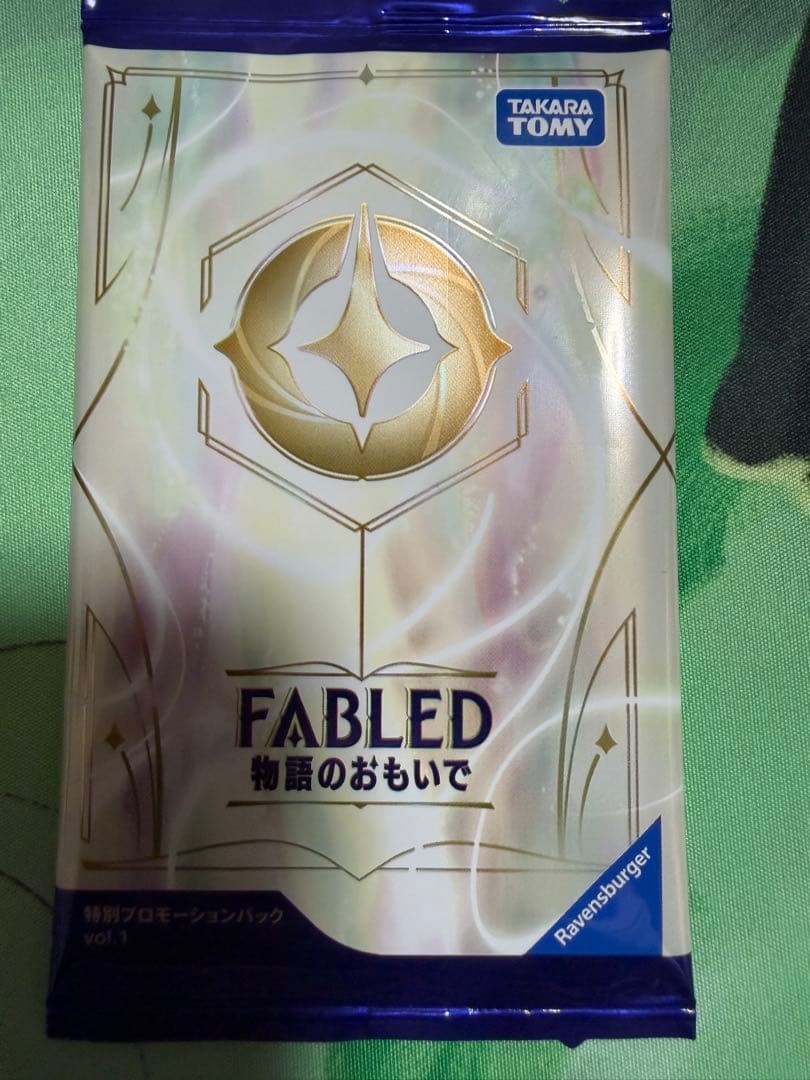 TAKARA
TOMY
FABLED
物語のおもいで
特別プロモーションパック
vol.1
Ravensburger